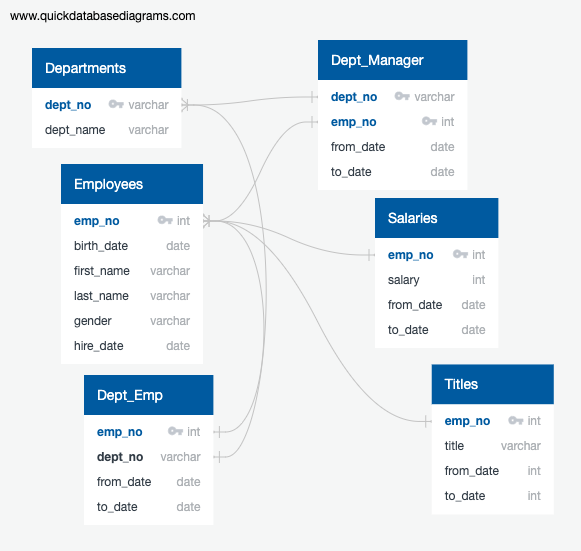 www.quickdatabasediagrams.com
Departments
dept_no varchar
dept_name varchar
Dept_Manager
dept_no varchar
emp_no int
from_date date
to_date date
Employees
emp_no int
birth_date date
first_name varchar
last_name varchar
gender varchar
hire_date date
Salaries
emp_no int
salary int
from_date date
to_date date
Dept_Emp
emp_no int
dept_no varchar
from_date date
to_date date
Titles
emp_no int
title varchar
from_date int
to_date int